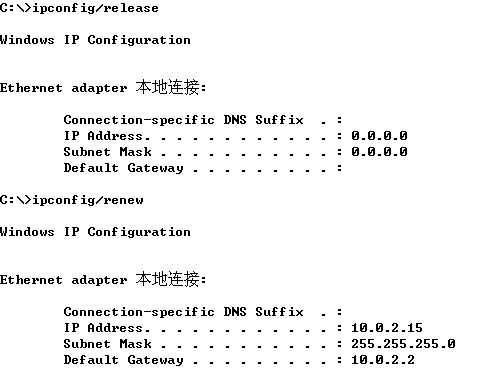 C:\>ipconfig/release
Windows IP Configuration
Ethernet adapter 本地连接:
Connection-specific DNS Suffix  . :
IP Address. . . . . . . . . . . . : 0.0.0.0
Subnet Mask . . . . . . . . . . . : 0.0.0.0
Default Gateway . . . . . . . . . :
C:\>ipconfig/renew
Windows IP Configuration
Ethernet adapter 本地连接:
Connection-specific DNS Suffix  . :
IP Address. . . . . . . . . . . . : 10.0.2.15
Subnet Mask . . . . . . . . . . . : 255.255.255.0
Default Gateway . . . . . . . . . : 10.0.2.2